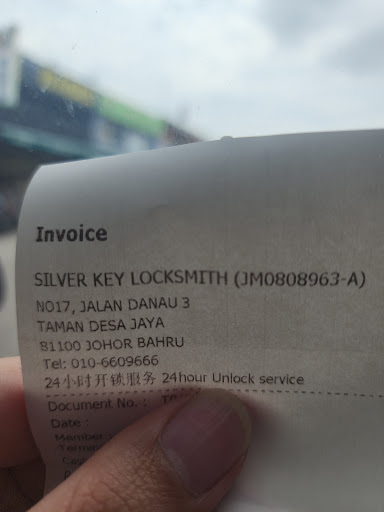 Invoice
SILVER KEY LOCKSMITH (JM0808963-A)
NO17, JALAN DANAU 3
TAMAN DESA JAYA
81100 JOHOR BAHRU
Tel: 010-6609666
24小时开锁服务 24hour Unlock service
Document No. :
Date :
Member